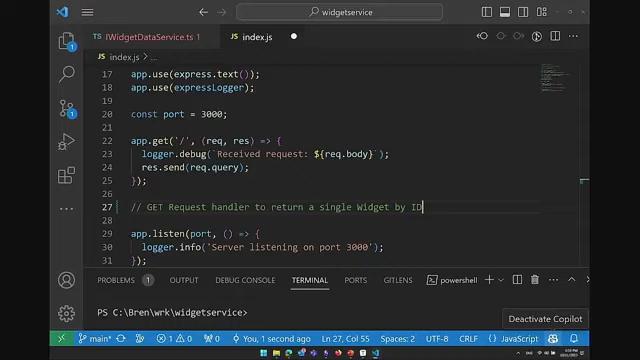 widgetservice
TS IWidgetDataService.ts 1
JS index.js
JS index.js > ...
17 app.use(express.text());
18 app.use(expressLogger);
19
20 const port = 3000;
21
22 app.get('/', (req, res) => {
23 logger.debug(`Received request: ${req.body}`);
24 res.send(req.query);
25 });
26
27 // GET Request handler to return a single Widget by ID
28
29 app.listen(port, () => {
30 logger.info('Server listening on port 3000');
31 });
PROBLEMS 1 OUTPUT DEBUG CONSOLE TERMINAL PORTS GITLENS powershell
PS C:\Bren\wrk\widgetservice>
Deactivate Copilot
main* 1 0 1 You, 1 second ago Ln 27, Col 55 Spaces: 2 UTF-8 CRLF {} JavaScript